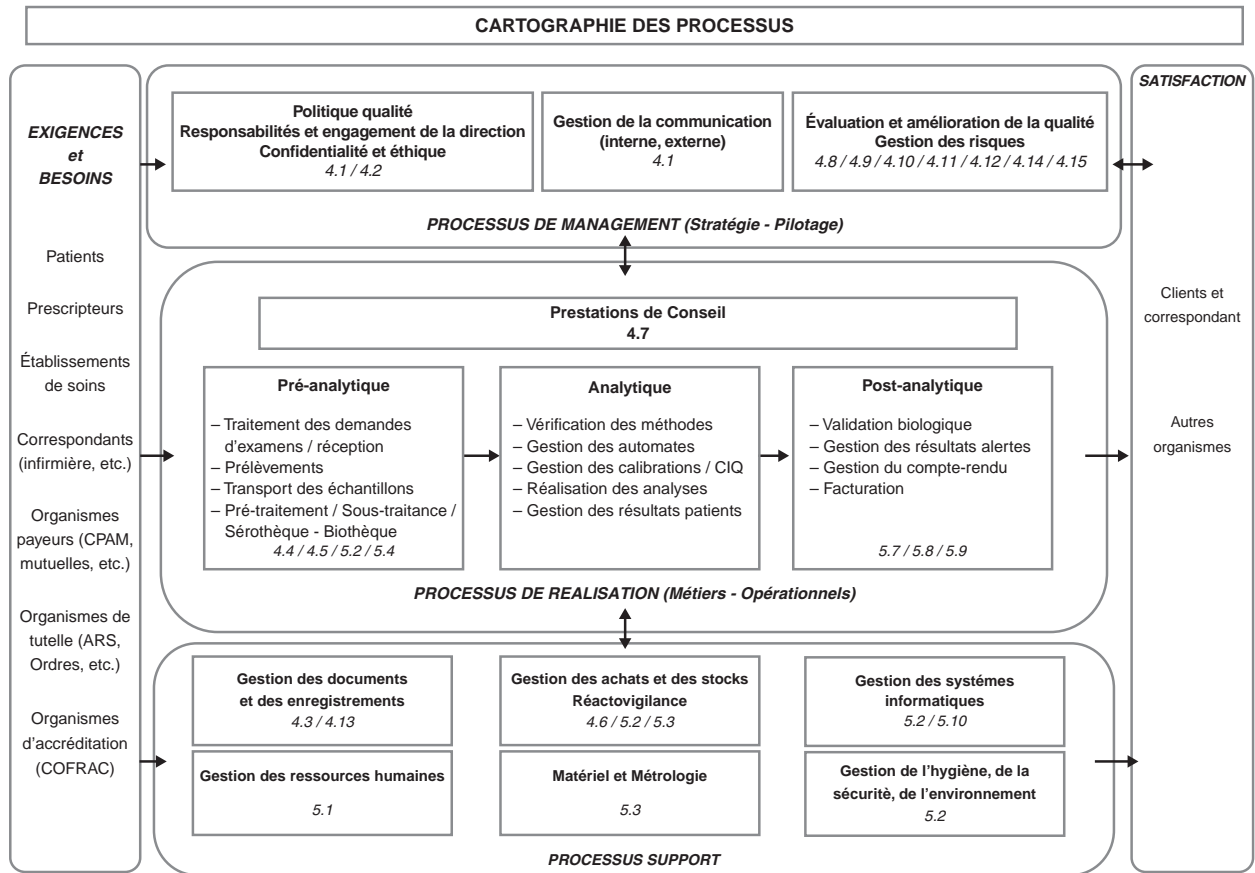 CARTOGRAPHIE DES PROCESSUS
EXIGENCES
et
BESOINS
Patients
Prescripteurs
Établissements
de soins
Correspondants
(infirmière, etc.)
Organismes
payeurs (CPAM,
mutuelles, etc.)
Organismes de
tutelle (ARS,
Ordres, etc.)
Organismes
d'accréditation
(COFRAC)
Politique qualité
Responsabilités et engagement de la direction
Confidentialité et éthique
4.1 / 4.2
Gestion de la communication
(interne, externe)
4.1
Évaluation et amélioration de la qualité
Gestion des risques
4.8 / 4.9 / 4.10 / 4.11 / 4.12 / 4.14 / 4.15
PROCESSUS DE MANAGEMENT (Stratégie - Pilotage)
Prestations de Conseil
4.7
Pré-analytique
– Traitement des demandes
d'examens / réception
– Prélèvements
– Transport des échantillons
– Pré-traitement / Sous-traitance /
Sérothèque - Biothèque
4.4 / 4.5 / 5.2 / 5.4
Analytique
– Vérification des méthodes
– Gestion des automates
– Gestion des calibrations / CIQ
– Réalisation des analyses
– Gestion des résultats patients
Post-analytique
– Validation biologique
– Gestion des résultats alertes
– Gestion du compte-rendu
– Facturation
5.7 / 5.8 / 5.9
PROCESSUS DE REALISATION (Métiers - Opérationnels)
Gestion des documents
et des enregistrements
4.3 / 4.13
Gestion des achats et des stocks
Réactovigilance
4.6 / 5.2 / 5.3
Gestion des systémes
informatiques
5.2 / 5.10
Gestion des ressources humaines
5.1
Matériel et Métrologie
5.3
Gestion de l'hygiène, de la
sécuritè, de l'environnement
5.2
PROCESSUS SUPPORT
SATISFACTION
Clients et
correspondant
Autres
organismes